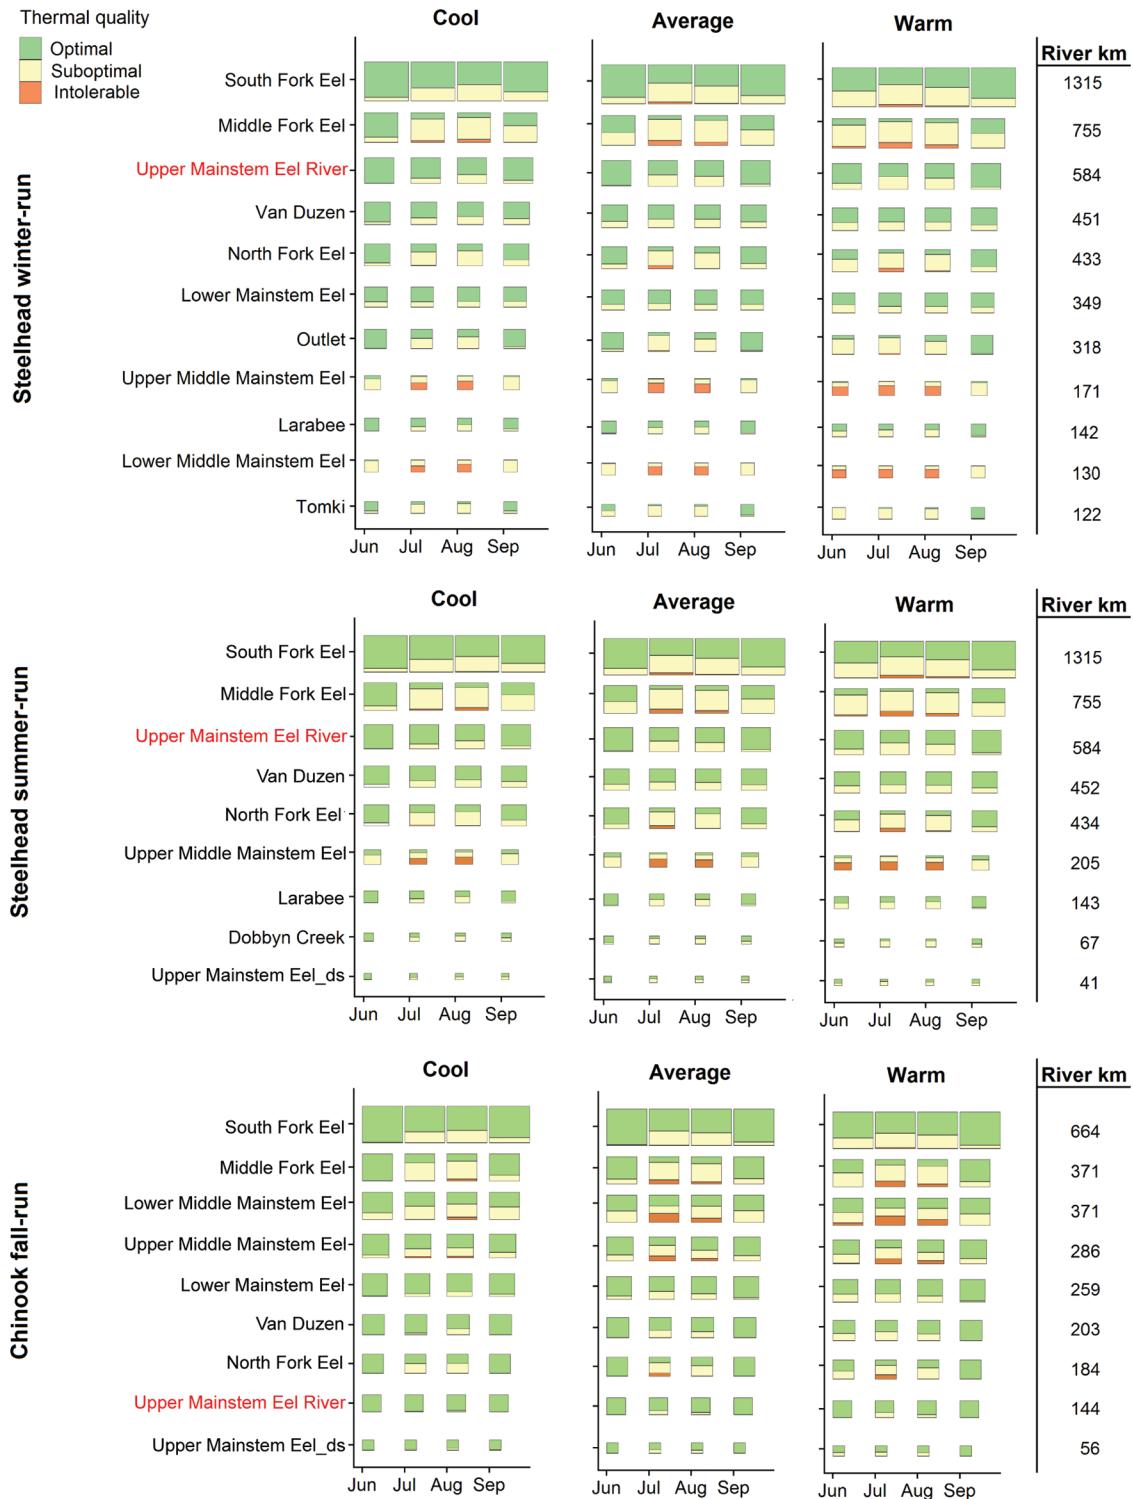 Thermal quality
Optimal
Suboptimal
Intolerable
Cool
Average
Warm
River km
Steelhead winter-run
South Fork Eel
1315
Middle Fork Eel
755
Upper Mainstem Eel River
584
Van Duzen
451
North Fork Eel
433
Lower Mainstem Eel
349
Outlet
318
Upper Middle Mainstem Eel
171
Larabee
142
Lower Middle Mainstem Eel
130
Tomki
122
Jun Jul Aug Sep
Jun Jul Aug Sep
Jun Jul Aug Sep
Cool
Average
Warm
River km
Steelhead summer-run
South Fork Eel
1315
Middle Fork Eel
755
Upper Mainstem Eel River
584
Van Duzen
452
North Fork Eel
434
Upper Middle Mainstem Eel
205
Larabee
143
Dobbyn Creek
67
Upper Mainstem Eel_ds
41
Jun Jul Aug Sep
Jun Jul Aug Sep
Jun Jul Aug Sep
Cool
Average
Warm
River km
Chinook fall-run
South Fork Eel
664
Middle Fork Eel
371
Lower Middle Mainstem Eel
371
Upper Middle Mainstem Eel
286
Lower Mainstem Eel
259
Van Duzen
203
North Fork Eel
184
Upper Mainstem Eel River
144
Upper Mainstem Eel_ds
56
Jun Jul Aug Sep
Jun Jul Aug Sep
Jun Jul Aug Sep